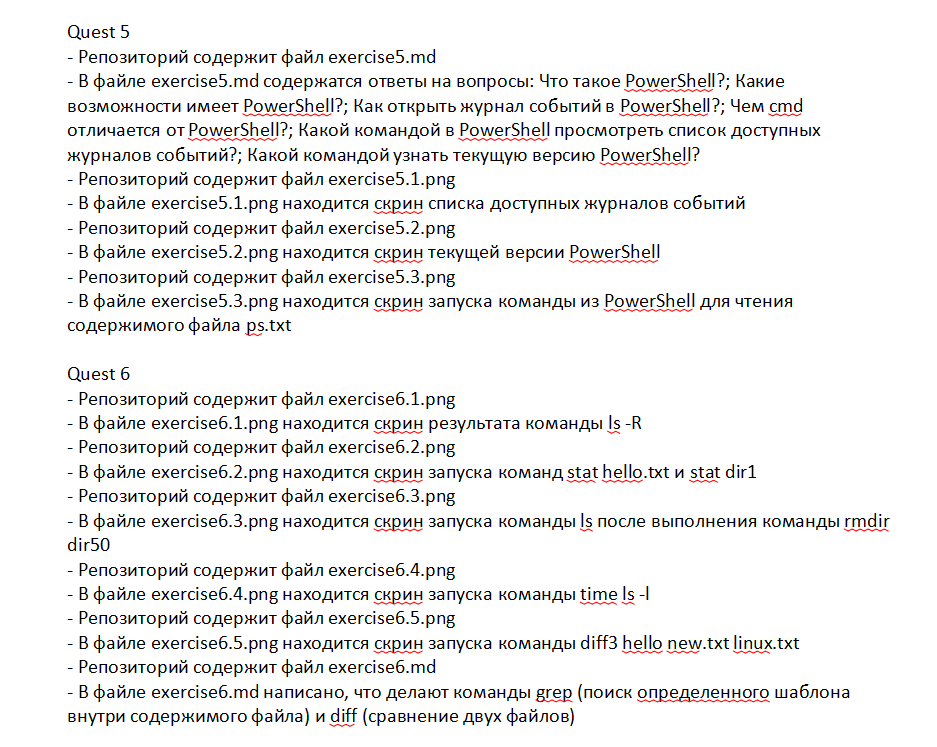 Quest 5
- Репозиторий содержит файл exercise5.md
- В файле exercise5.md содержатся ответы на вопросы: Что такое PowerShell?; Какие
возможности имеет PowerShell?; Как открыть журнал событий в PowerShell?; Чем cmd
отличается от PowerShell?; Какой командой в PowerShell просмотреть список доступных
журналов событий?; Какой командой узнать текущую версию PowerShell?
- Репозиторий содержит файл exercise5.1.png
- В файле exercise5.1.png находится скрин списка доступных журналов событий
- Репозиторий содержит файл exercise5.2.png
- В файле exercise5.2.png находится скрин текущей версии PowerShell
- Репозиторий содержит файл exercise5.3.png
- В файле exercise5.3.png находится скрин запуска команды из PowerShell для чтения
содержимого файла ps.txt
Quest 6
- Репозиторий содержит файл exercise6.1.png
- В файле exercise6.1.png находится скрин результата команды ls -R
- Репозиторий содержит файл exercise6.2.png
- В файле exercise6.2.png находится скрин запуска команд stat hello.txt и stat dir1
- Репозиторий содержит файл exercise6.3.png
- В файле exercise6.3.png находится скрин запуска команды ls после выполнения команды rmdir
dir50
- Репозиторий содержит файл exercise6.4.png
- В файле exercise6.4.png находится скрин запуска команды time ls -l
- Репозиторий содержит файл exercise6.5.png
- В файле exercise6.5.png находится скрин запуска команды diff3 hello new.txt linux.txt
- Репозиторий содержит файл exercise6.md
- В файле exercise6.md написано, что делают команды grep (поиск определенного шаблона
внутри содержимого файла) и diff (сравнение двух файлов)